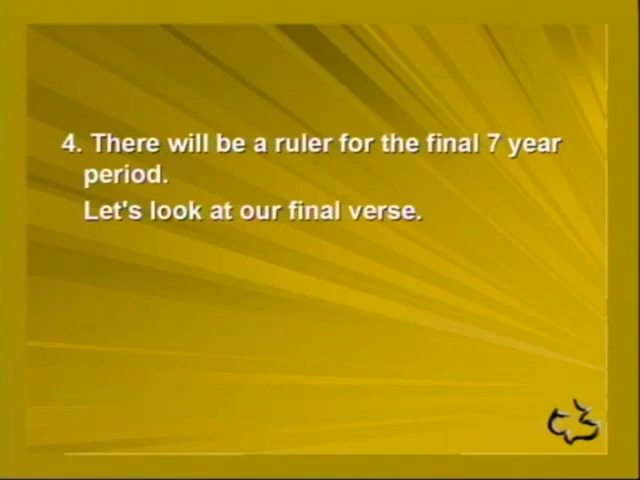 4. There will be a ruler for the final 7 year
period.
Let's look at our final verse.